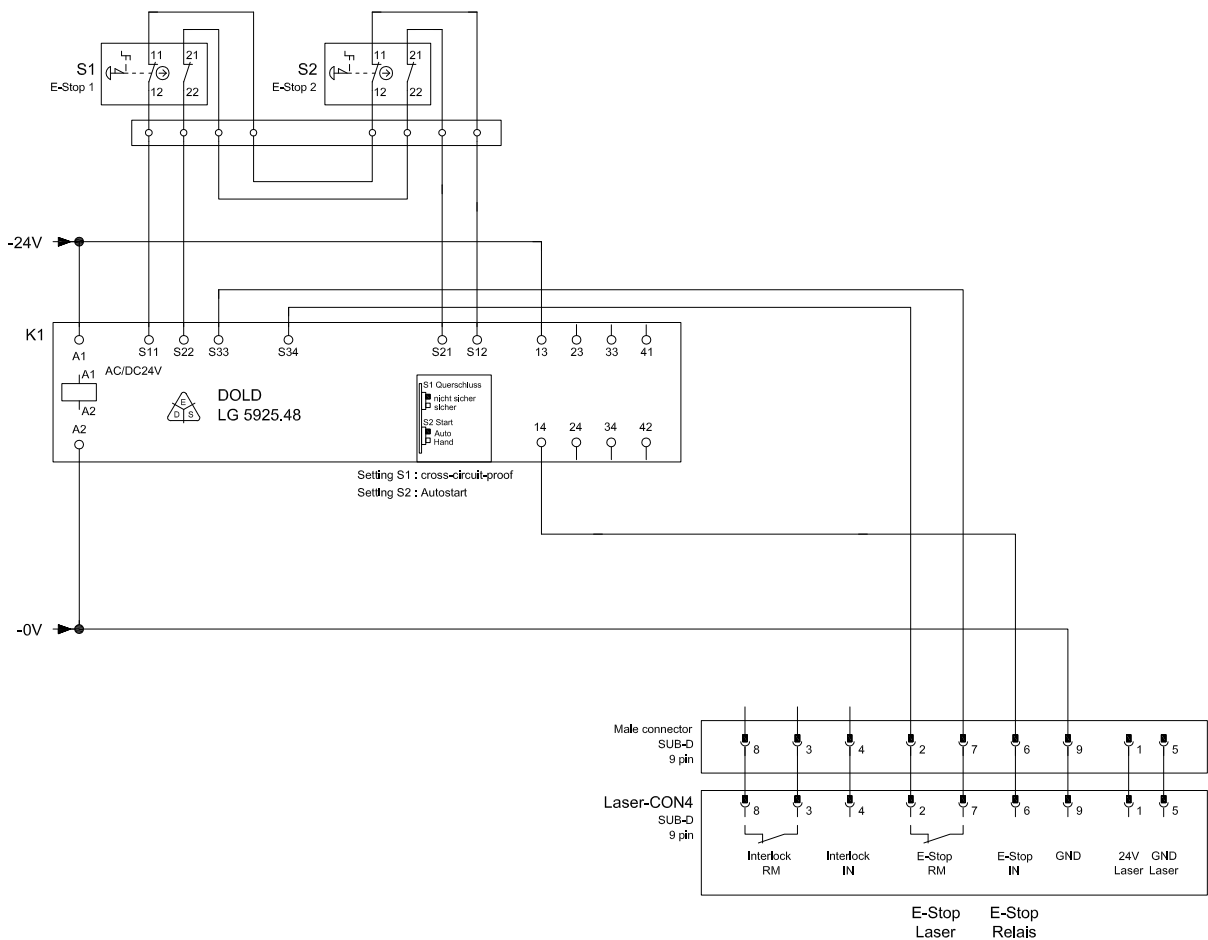 S1
E-Stop 1
11
21
12
22
S2
E-Stop 2
11
21
12
22
-24V
K1
A1
S11
S22
S33
S34
S21
S12
13
23
33
41
A1
AC/DC24V
A2
A2
E
D S
DOLD
LG 5925.48
S1 Querschluss
nicht sicher
sicher
S2 Start
Auto
Hand
14
24
34
42
Setting S1 : cross-circuit-proof
Setting S2 : Autostart
-0V
Male connector
SUB-D
9 pin
8
3
4
2
7
6
9
1
5
Laser-CON4
SUB-D
9 pin
8
3
4
2
7
6
9
1
5
Interlock
RM
Interlock
IN
E-Stop
RM
E-Stop
IN
GND
24V
Laser
GND
Laser
E-Stop
Laser
E-Stop
Relais